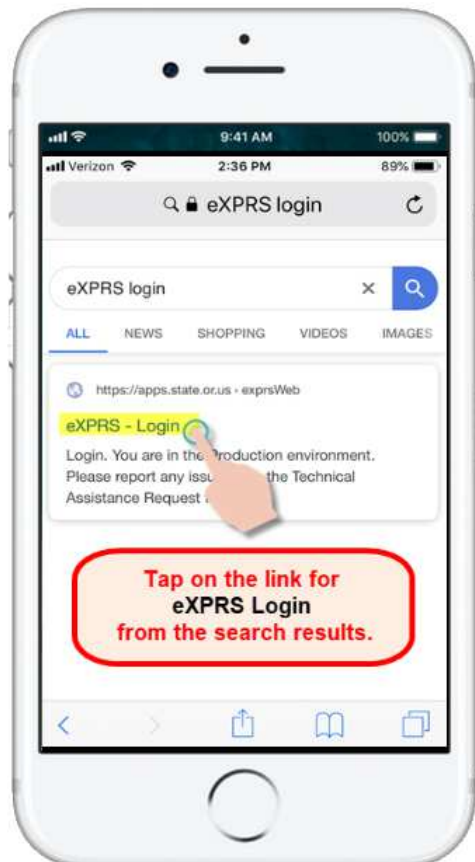 9:41 AM 100%
Verizon 2:36 PM 89%
eXPRS login
eXPRS login ×
ALL NEWS SHOPPING VIDEOS IMAGES
https://apps.state.or.us › exprsWeb
eXPRS - Login
Login. You are in the Production environment.
Please report any the Technical
Assistance Request
Tap on the link for
eXPRS Login
from the search results.